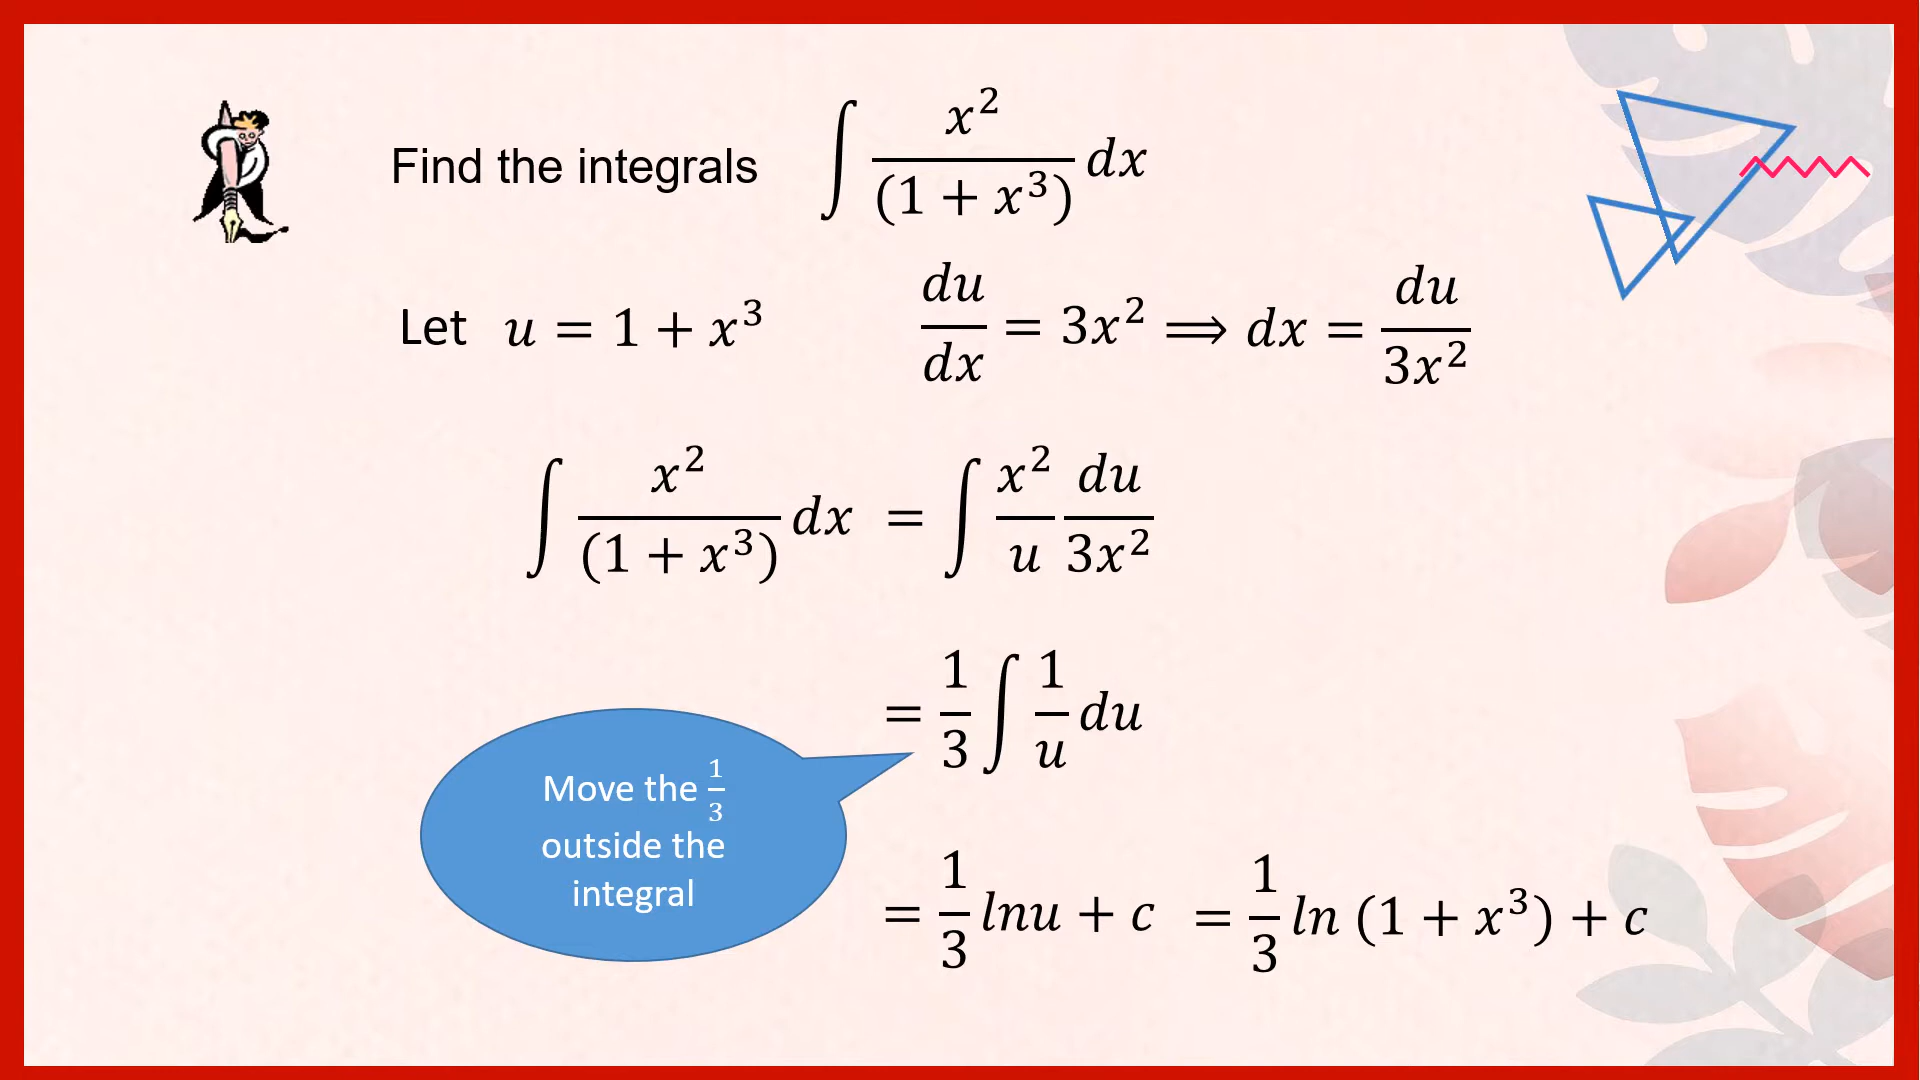 Find the integrals ∫ x²/(1 + x³) dx
Let u = 1 + x³ du/dx = 3x² ⟹ dx = du/3x²
∫ x²/(1 + x³) dx = ∫ x²/u du/3x²
= 1/3 ∫ 1/u du
Move the 1/3
outside the
integral
= 1/3 lnu + c = 1/3 ln (1 + x³) + c